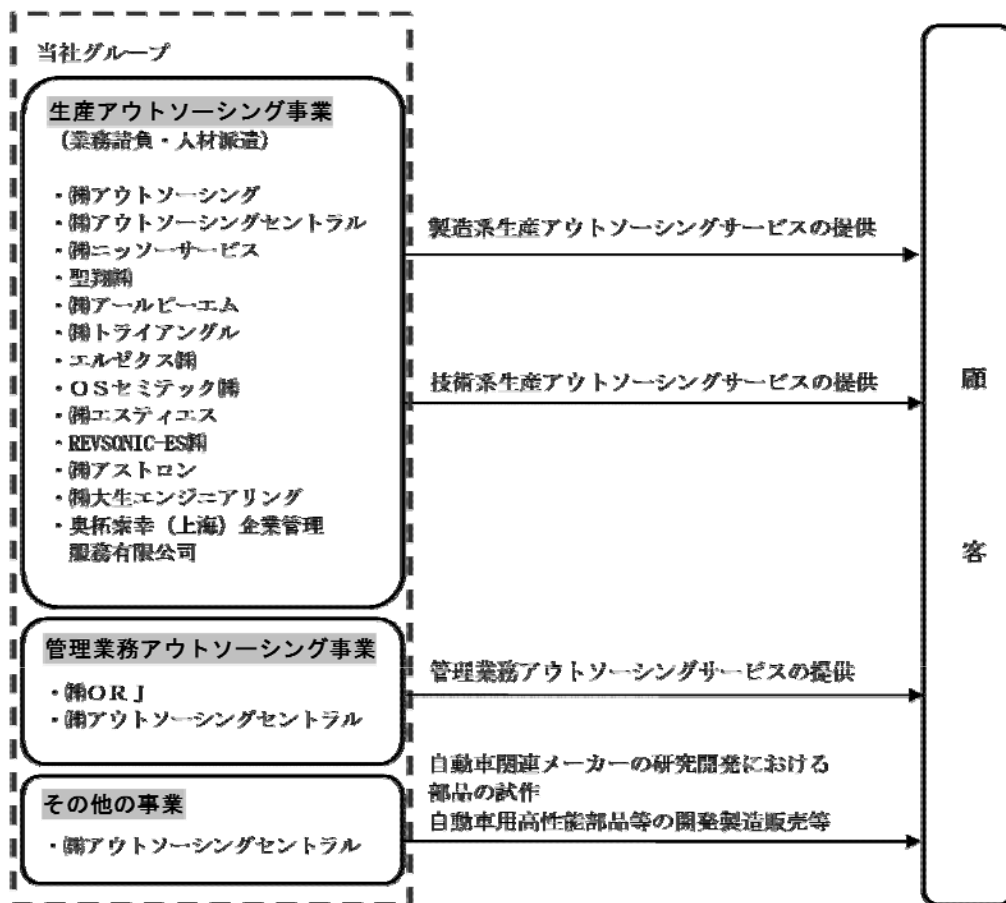 当社グループ
生産アウトソーシング事業
(業務請負・人材派遣)
・㈱アウトソーシング
・㈱アウトソーシングセントラル
・㈱ニッソーサービス
・聖翔㈱
・㈱アールピーエム
・㈱トライアングル
・エルゼクス㈱
・OSセミテック㈱
・㈱エスティエス
・REVSONIC-ES㈱
・㈱アストロン
・㈱大生エンジニアリング
・奥拓索幸(上海)企業管理
服務有限公司
製造系生産アウトソーシングサービスの提供
技術系生産アウトソーシングサービスの提供
管理業務アウトソーシング事業
・㈱ORJ
・㈱アウトソーシングセントラル
管理業務アウトソーシングサービスの提供
その他の事業
・㈱アウトソーシングセントラル
自動車関連メーカーの研究開発における
部品の試作
自動車用高性能部品等の開発製造販売等
顧
客